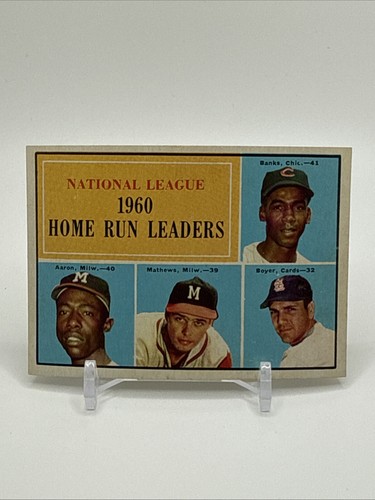 NATIONAL LEAGUE
1960
HOME RUN LEADERS
Banks, Chic.—41
C
Aaron, Milw.—40
M
Mathews, Milw.—39
M
Boyer, Cards—32